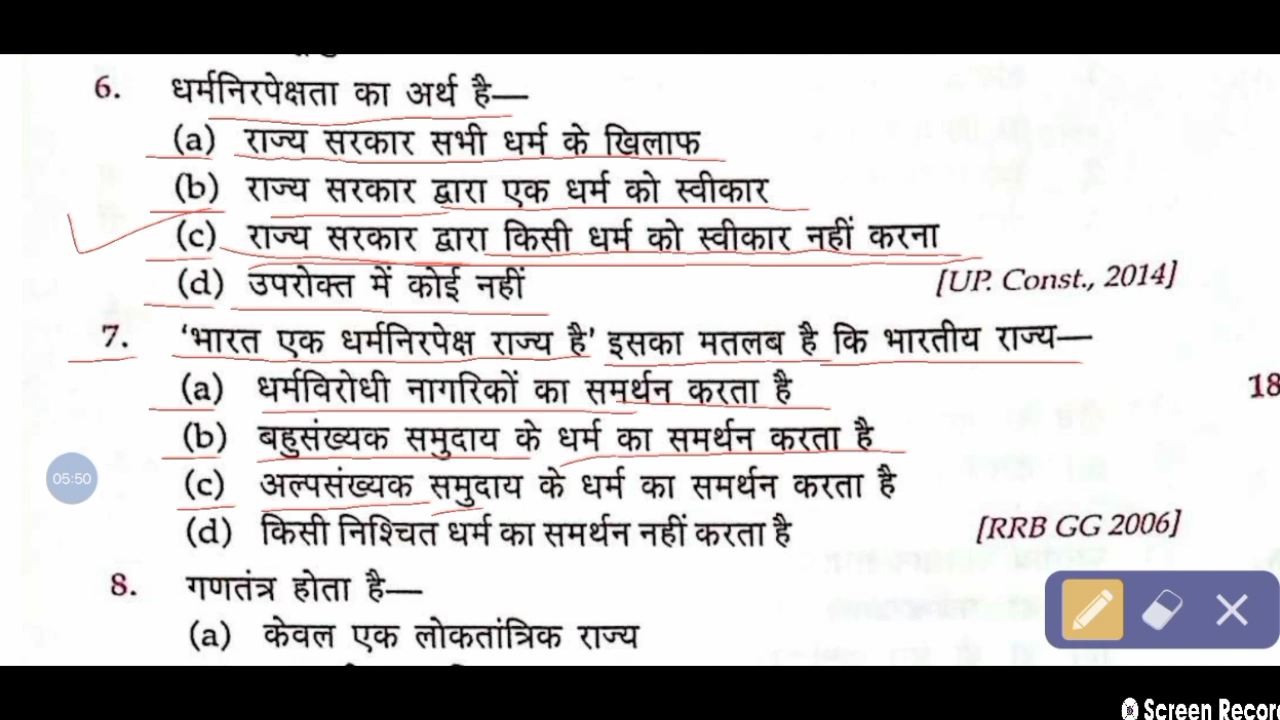 6. धर्मनिरपेक्षता का अर्थ है—
(a) राज्य सरकार सभी धर्म के खिलाफ
(b) राज्य सरकार द्वारा एक धर्म को स्वीकार
(c) राज्य सरकार द्वारा किसी धर्म को स्वीकार नहीं करना
(d) उपरोक्त में कोई नहीं [UP. Const., 2014]
7. 'भारत एक धर्मनिरपेक्ष राज्य है' इसका मतलब है कि भारतीय राज्य—
(a) धर्मविरोधी नागरिकों का समर्थन करता है
18
(b) बहुसंख्यक समुदाय के धर्म का समर्थन करता है
05:50
(c) अल्पसंख्यक समुदाय के धर्म का समर्थन करता है
(d) किसी निश्चित धर्म का समर्थन नहीं करता है [RRB GG 2006]
8. गणतंत्र होता है—
(a) केवल एक लोकतांत्रिक राज्य
Screen Recor